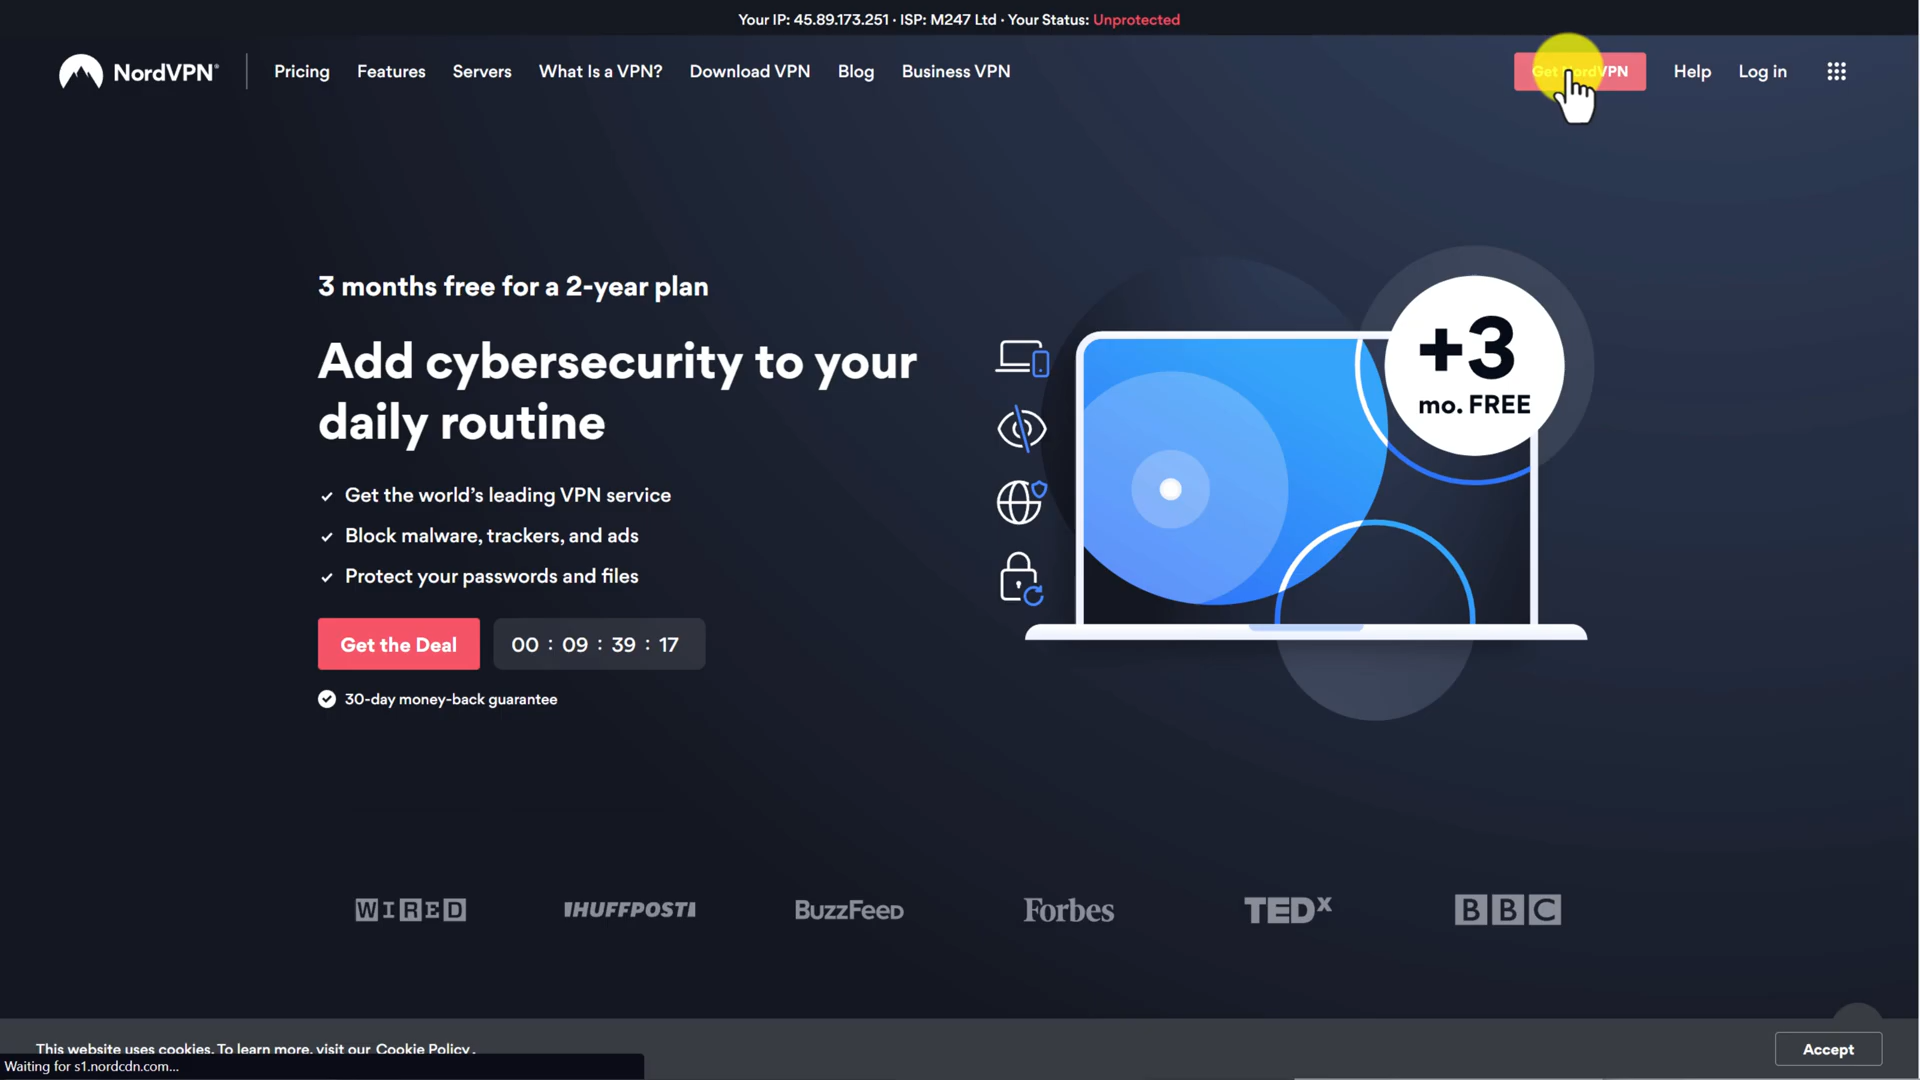 Your IP: 45.89.173.251 · ISP: M247 Ltd · Your Status: Unprotected
NordVPN®
Pricing
Features
Servers
What Is a VPN?
Download VPN
Blog
Business VPN
Get NordVPN
Help
Log in
3 months free for a 2-year plan
Add cybersecurity to your
daily routine
Get the world's leading VPN service
Block malware, trackers, and ads
Protect your passwords and files
Get the Deal
00 : 09 : 39 : 17
30-day money-back guarantee
+3
mo. FREE
WIRED
HUFFPOST
BuzzFeed
Forbes
TEDx
BBC
This website uses cookies. To learn more, visit our Cookie Policy.
Accept
Waiting for s1.nordcdn.com...